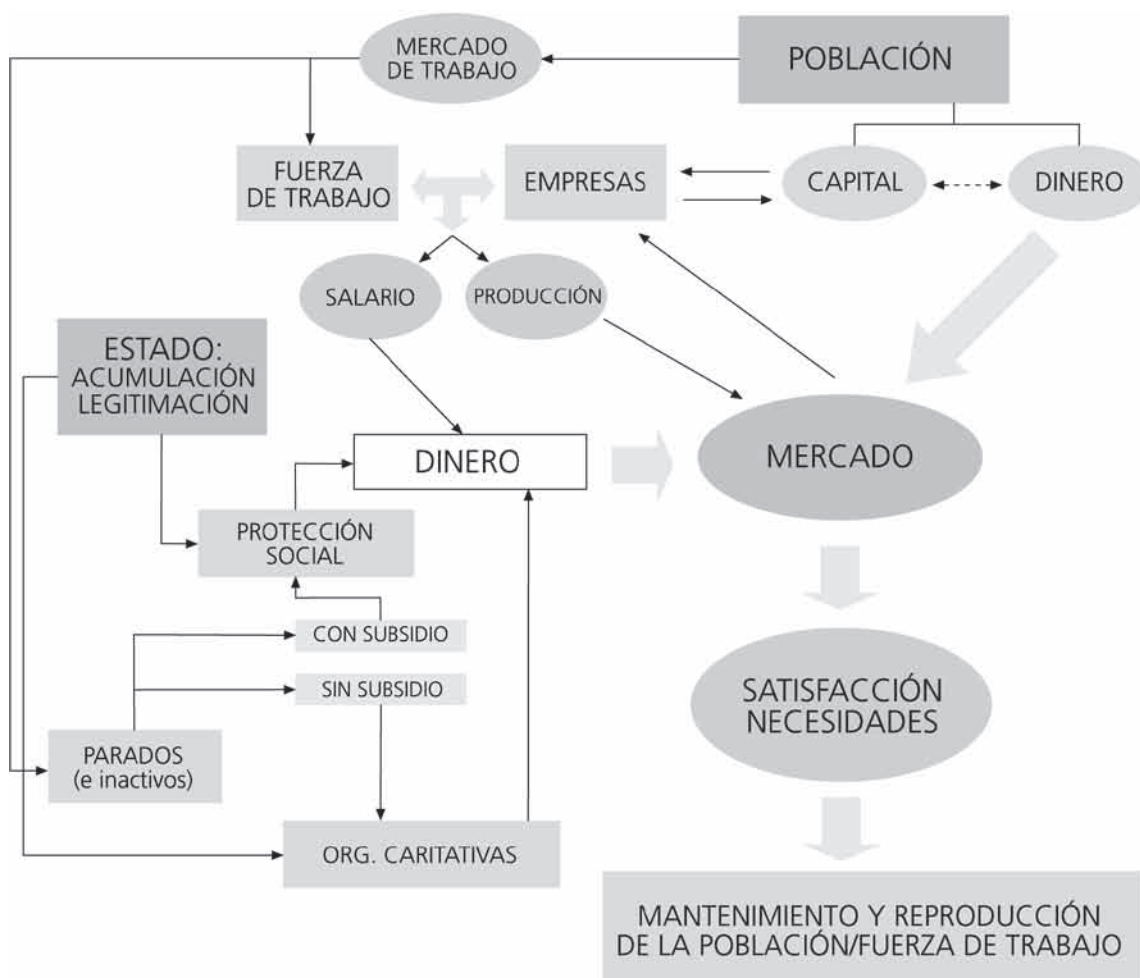 MERCADO
DE TRABAJO
POBLACIÓN
FUERZA
DE TRABAJO
EMPRESAS
CAPITAL
DINERO
SALARIO
PRODUCCIÓN
ESTADO:
ACUMULACIÓN
LEGITIMACIÓN
DINERO
MERCADO
PROTECCIÓN
SOCIAL
CON SUBSIDIO
SIN SUBSIDIO
SATISFACCIÓN
NECESIDADES
PARADOS
(e inactivos)
ORG. CARITATIVAS
MANTENIMIENTO Y REPRODUCCIÓN
DE LA POBLACIÓN/FUERZA DE TRABAJO